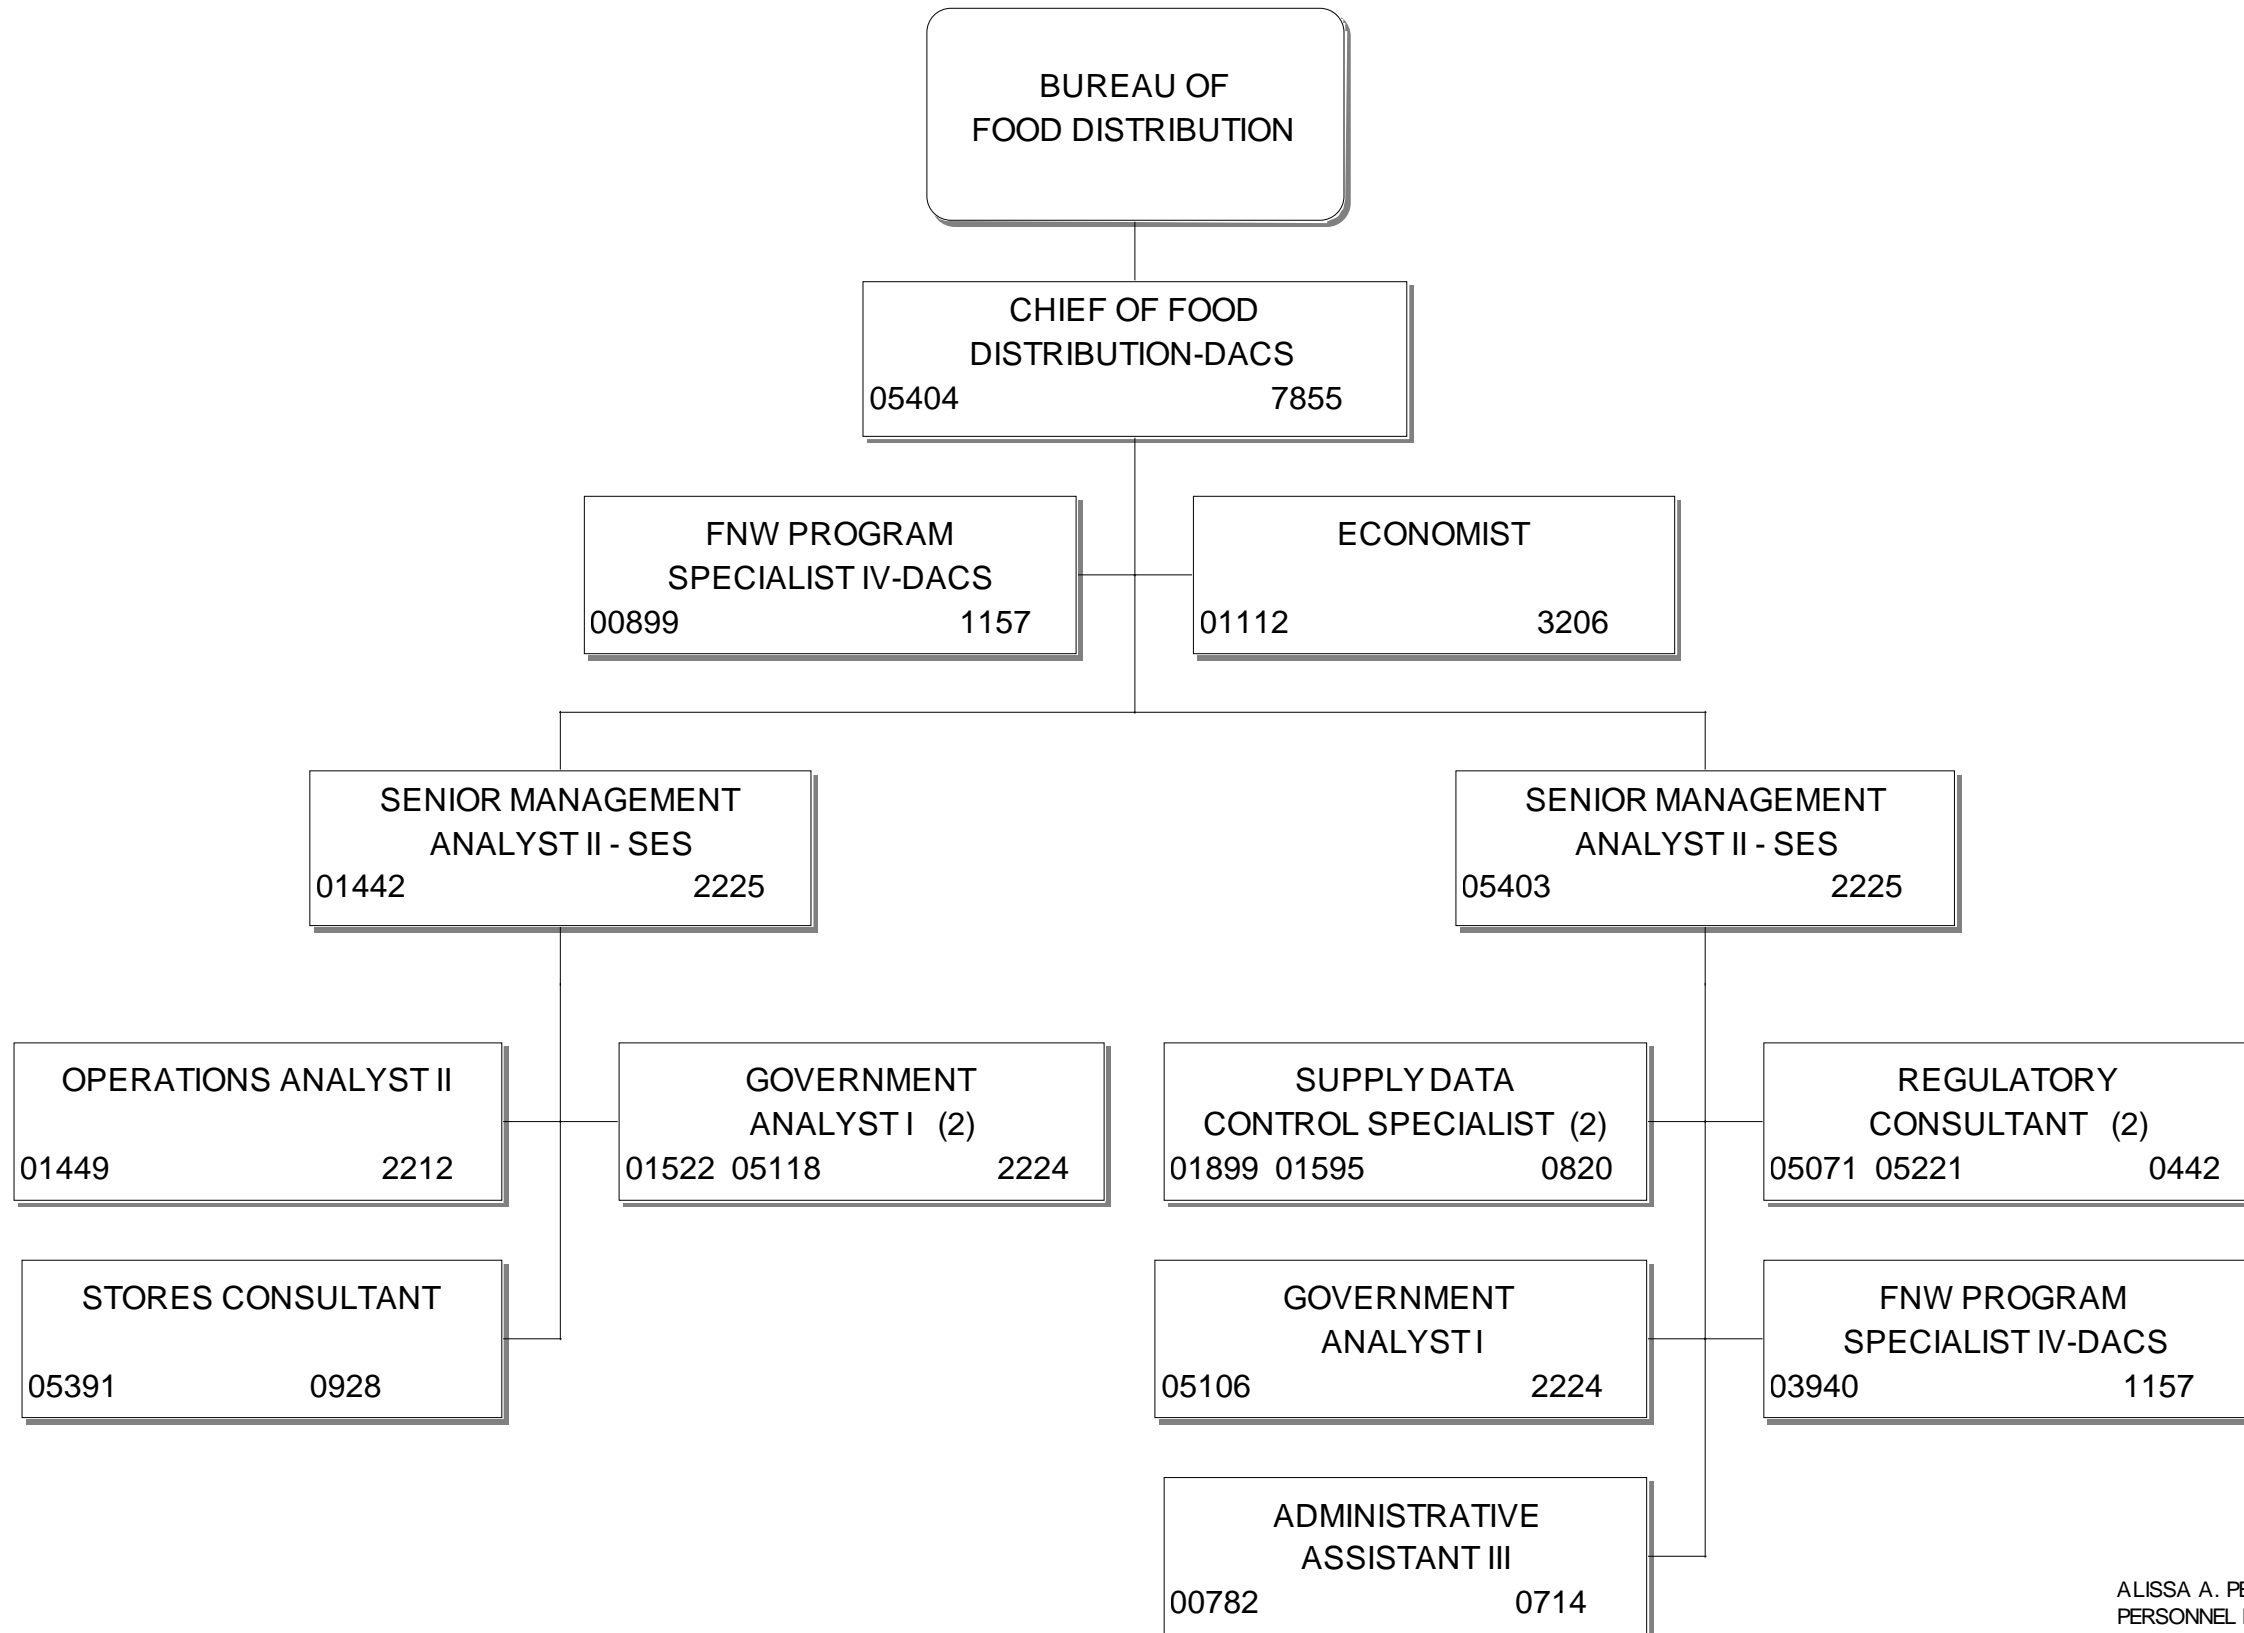 BUREAU OF
FOOD DISTRIBUTION
CHIEF OF FOOD
DISTRIBUTION-DACS
05404 7855
FNW PROGRAM
SPECIALIST IV-DACS
00899 1157
ECONOMIST
01112 3206
SENIOR MANAGEMENT
ANALYST II - SES
01442 2225
SENIOR MANAGEMENT
ANALYST II - SES
05403 2225
OPERATIONS ANALYST II
01449 2212
GOVERNMENT
ANALYST I (2)
01522 05118 2224
SUPPLY DATA
CONTROL SPECIALIST (2)
01899 01595 0820
REGULATORY
CONSULTANT (2)
05071 05221 0442
STORES CONSULTANT
05391 0928
GOVERNMENT
ANALYST I
05106 2224
FNW PROGRAM
SPECIALIST IV-DACS
03940 1157
ADMINISTRATIVE
ASSISTANT III
00782 0714
ALISSA A.
PERSONNEL